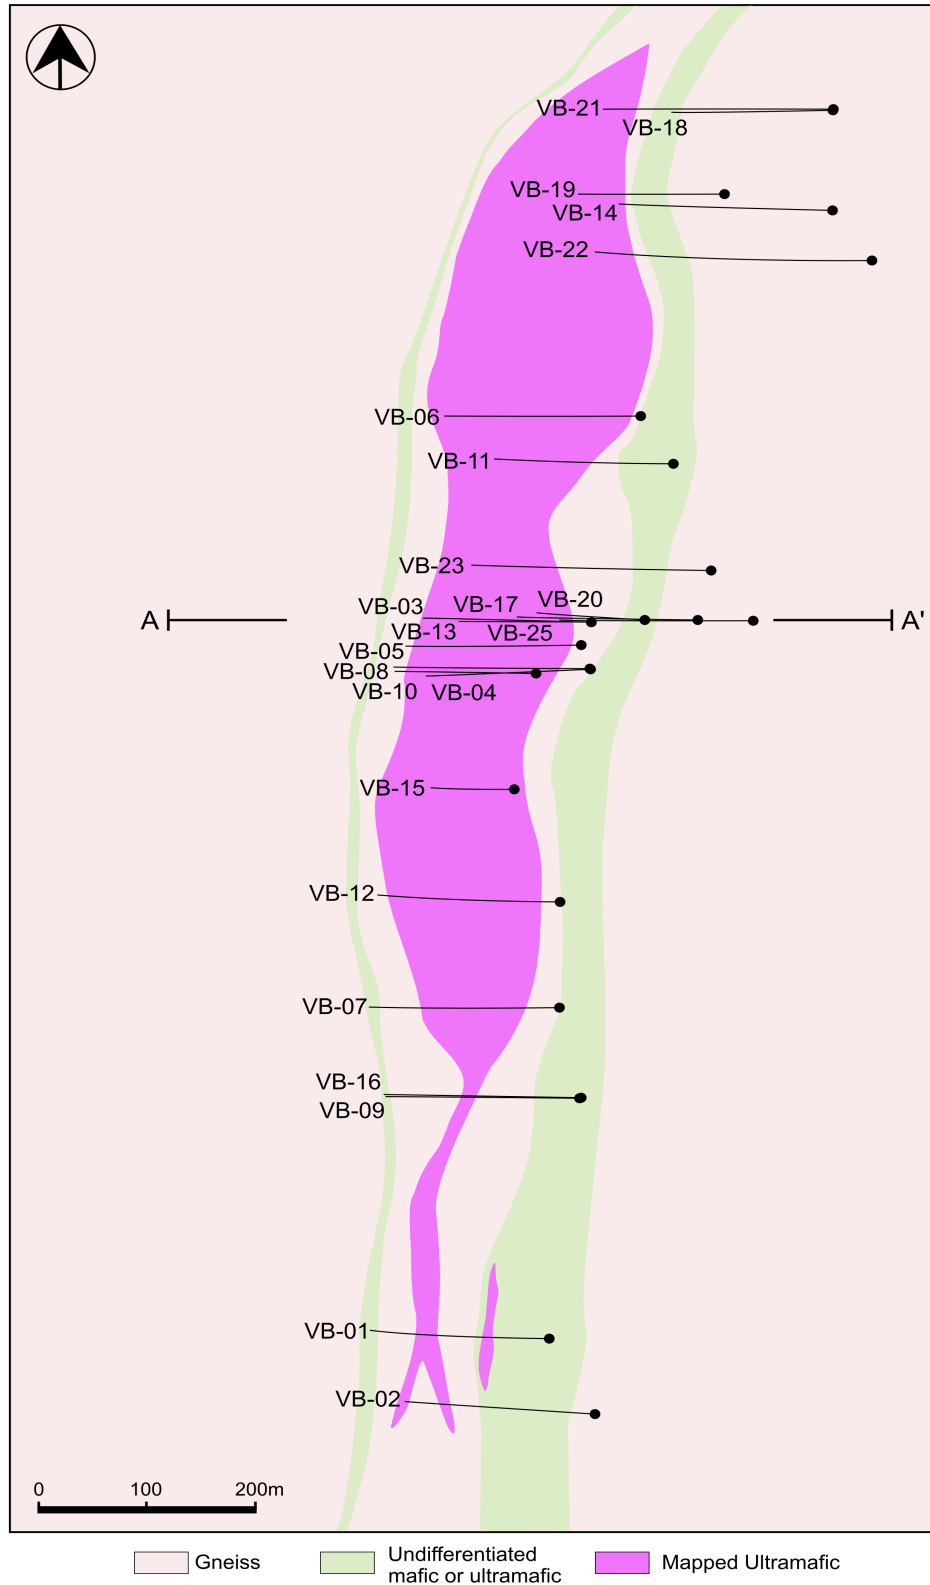 VB-21
VB-18
VB-19
VB-14
VB-22
VB-06
VB-11
VB-23
VB-03 VB-17 VB-20
A A'
VB-13 VB-25
VB-05
VB-08
VB-10 VB-04
VB-15
VB-12
VB-07
VB-16
VB-09
VB-01
VB-02
0 100 200m
Gneiss
Undifferentiated
mafic or ultramafic
Mapped Ultramafic